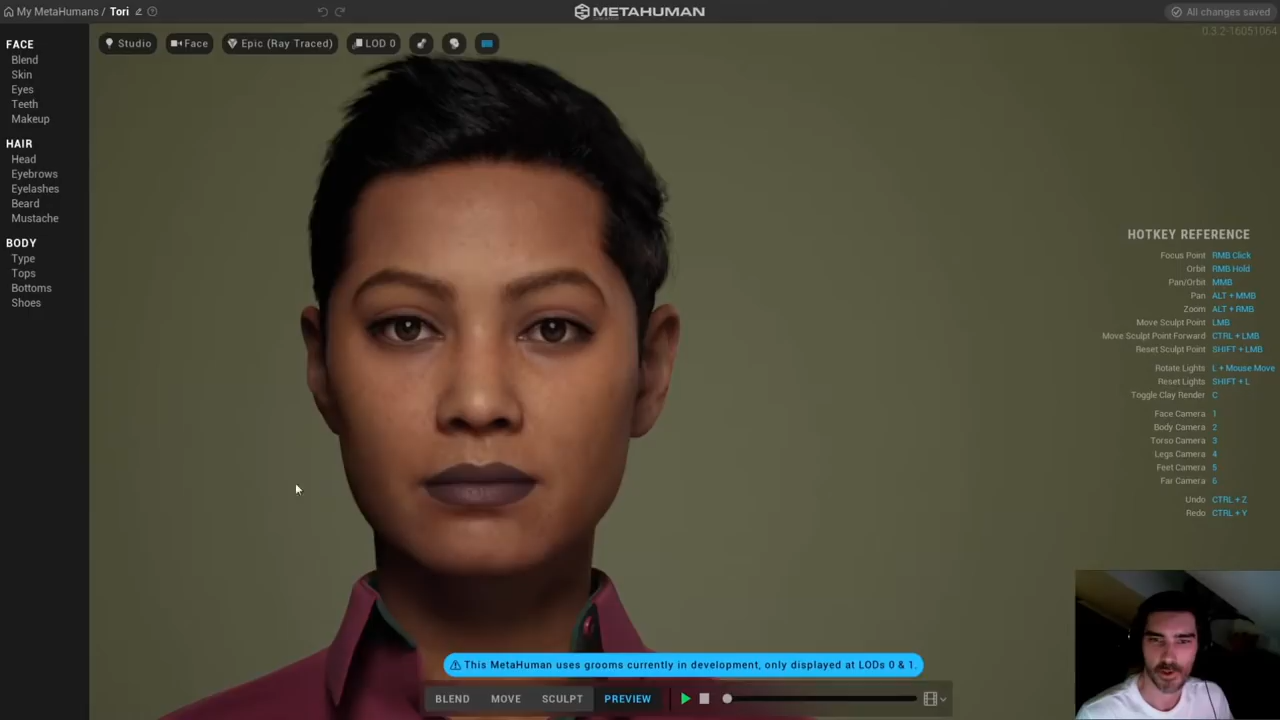 My MetaHumans / Tori
METAHUMAN
All changes saved
0.3.2-16051064
Studio
Face
Epic (Ray Traced)
LOD 0
FACE
Blend
Skin
Eyes
Teeth
Makeup
HAIR
Head
Eyebrows
Eyelashes
Beard
Mustache
BODY
Type
Tops
Bottoms
Shoes
HOTKEY REFERENCE
Focus Point RMB Click
Orbit RMB Hold
Pan/Orbit MMB
Pan ALT + MMB
Zoom ALT + RMB
Move Sculpt Point LMB
Move Sculpt Point Forward CTRL + LMB
Reset Sculpt Point SHIFT + LMB
Rotate Lights L + Mouse Move
Reset Lights SHIFT + L
Toggle Clay Render C
Face Camera 1
Body Camera 2
Torso Camera 3
Legs Camera 4
Feet Camera 5
Far Camera 6
Undo CTRL + Z
Redo CTRL + Y
This MetaHuman uses grooms currently in development, only displayed at LODs 0 & 1.
BLEND MOVE SCULPT PREVIEW